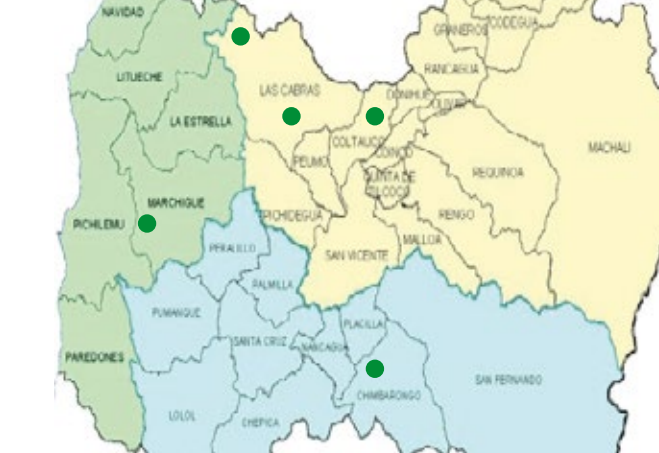 NAVIDAD
CODEGUA
GRANEROS
LITUECHE
RANCAGUA
LAS CABRAS
DOÑIHUE
OLIVAR
LA ESTRELLA
COLTAUCO
COINCO
MACHALI
PEUMO
REQUINOA
QUINTA DE
TILCOCO
MARCHIGUE
PICHIDEGUA
RENGO
PICHILEMU
MALLOA
PERALILLO
SAN VICENTE
PALMILLA
PUMANQUE
PLACILLA
SANTA CRUZ
NANCAGUA
PAREDONES
SAN FERNANDO
CHIMBARONGO
LOLOL
CHEPICA